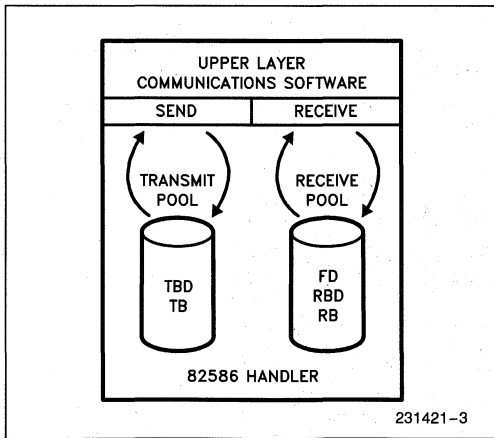 UPPER LAYER
COMMUNICATIONS SOFTWARE
SEND RECEIVE
TRANSMIT POOL
RECEIVE POOL
TBD
TB
FD
RBD
RB
82586 HANDLER
231421-3